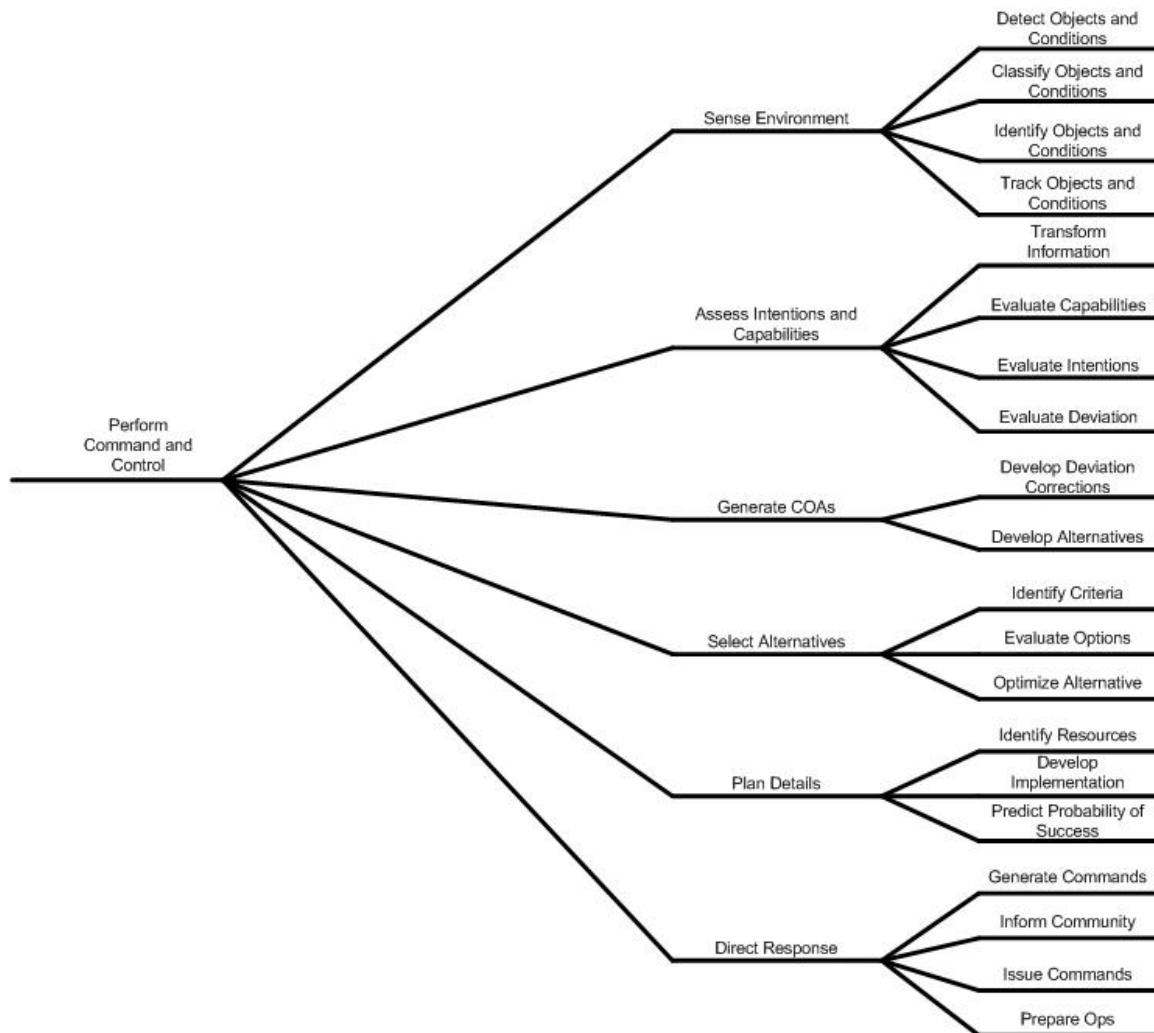 Detect Objects and
Conditions
Classify Objects and
Conditions
Sense Environment
Identify Objects and
Conditions
Track Objects and
Conditions
Transform
Information
Evaluate Capabilities
Assess Intentions and
Capabilities
Evaluate Intentions
Evaluate Deviation
Perform
Command and
Control
Develop Deviation
Corrections
Generate COAs
Develop Alternatives
Identify Criteria
Select Alternatives
Evaluate Options
Optimize Alternative
Identify Resources
Plan Details
Develop
Implementation
Predict Probability of
Success
Generate Commands
Inform Community
Direct Response
Issue Commands
Prepare Ops